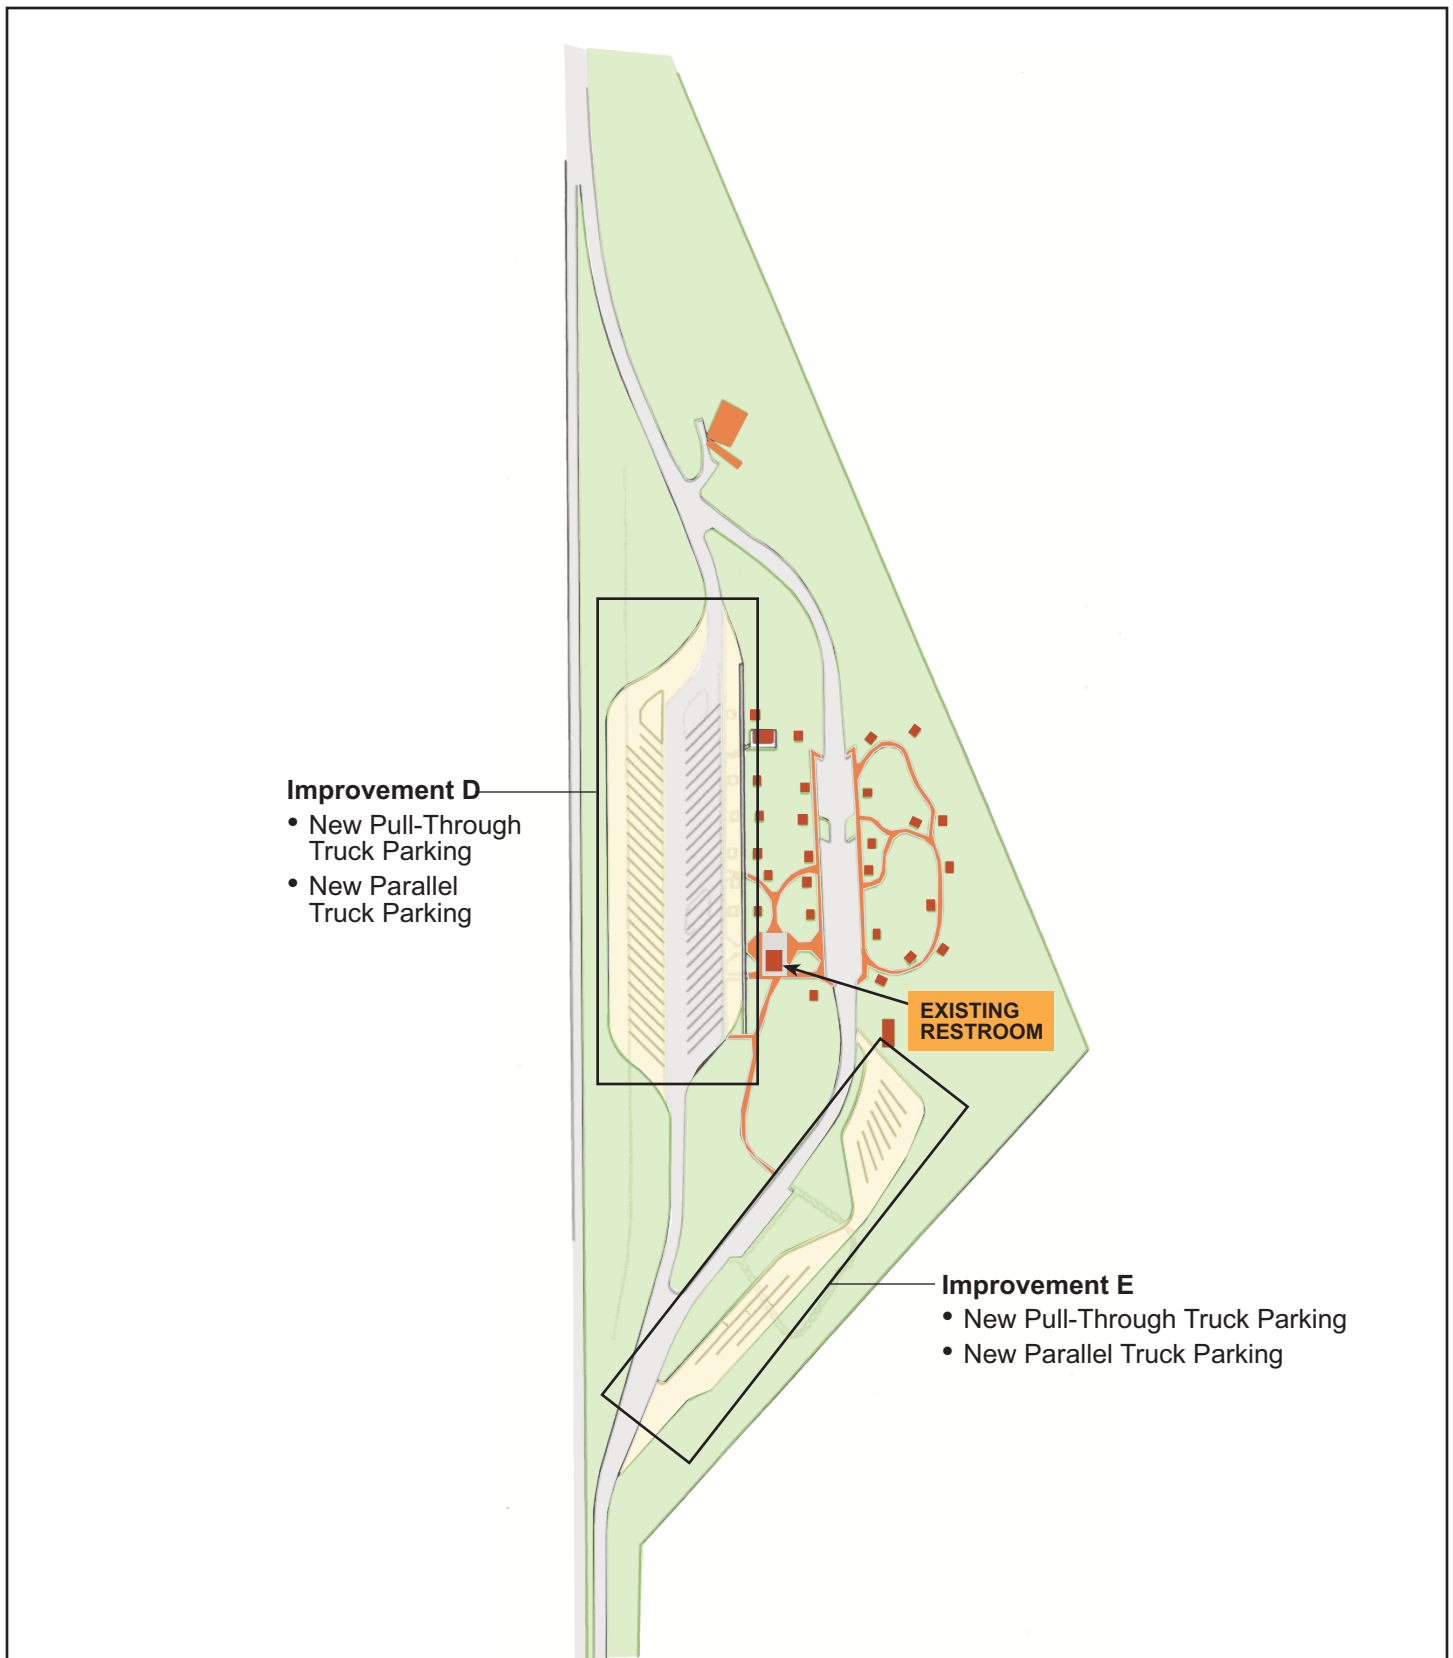 Improvement D
• New Pull-Through
Truck Parking
• New Parallel
Truck Parking
EXISTING
RESTROOM
Improvement E
• New Pull-Through Truck Parking
• New Parallel Truck Parking